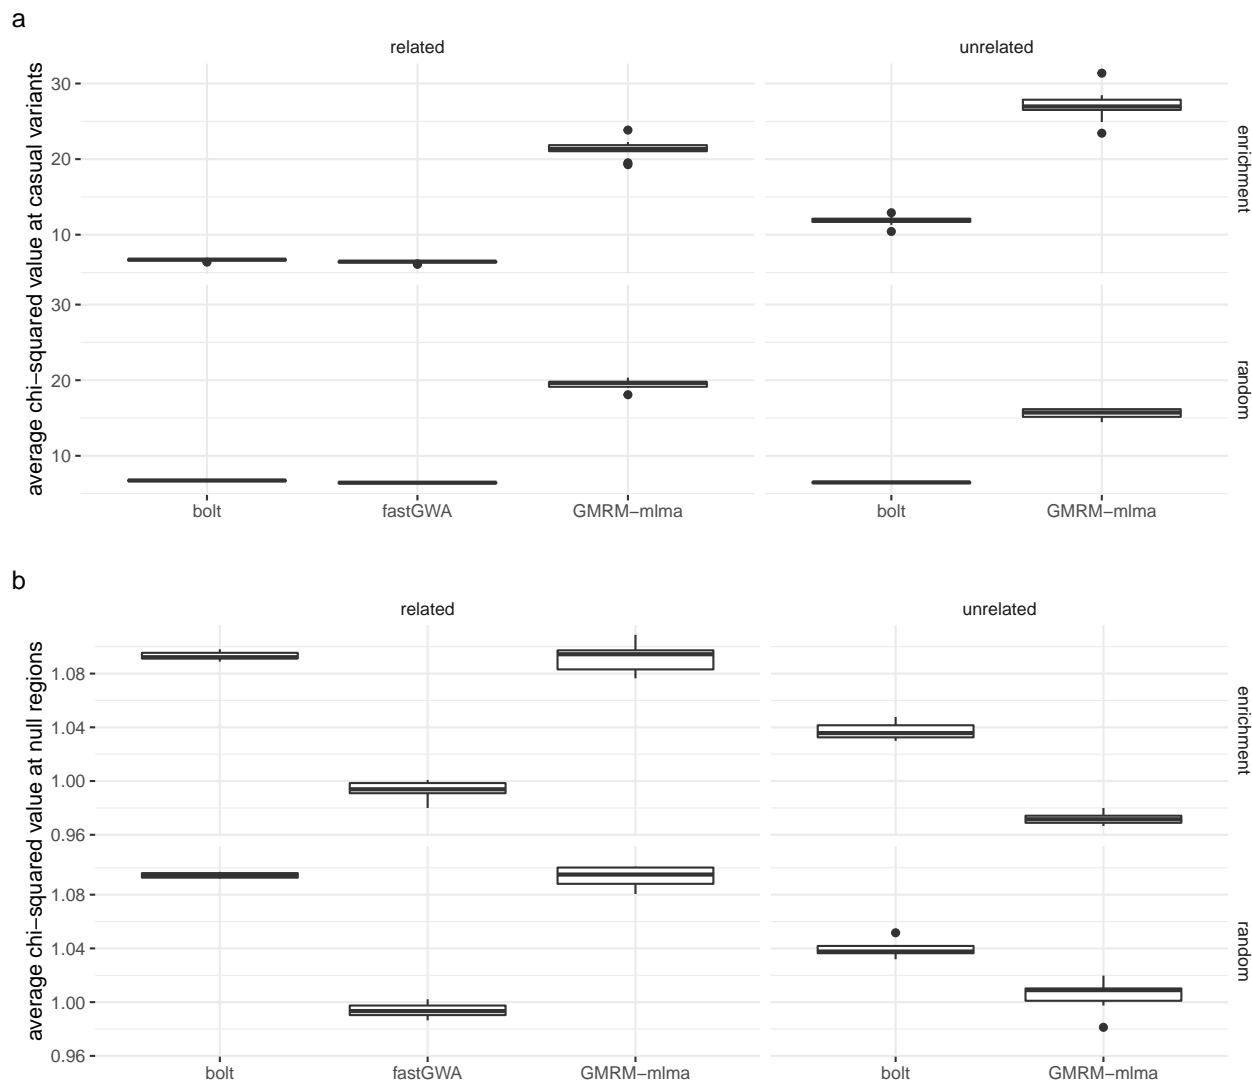 a
related
unrelated
average chi−squared value at casual variants
30
20
10
enrichment
30
20
10
random
bolt
fastGWA
GMRM−mlma
bolt
GMRM−mlma
b
related
unrelated
average chi−squared value at null regions
1.08
1.04
1.00
0.96
enrichment
1.08
1.04
1.00
0.96
random
bolt
fastGWA
GMRM−mlma
bolt
GMRM−mlma